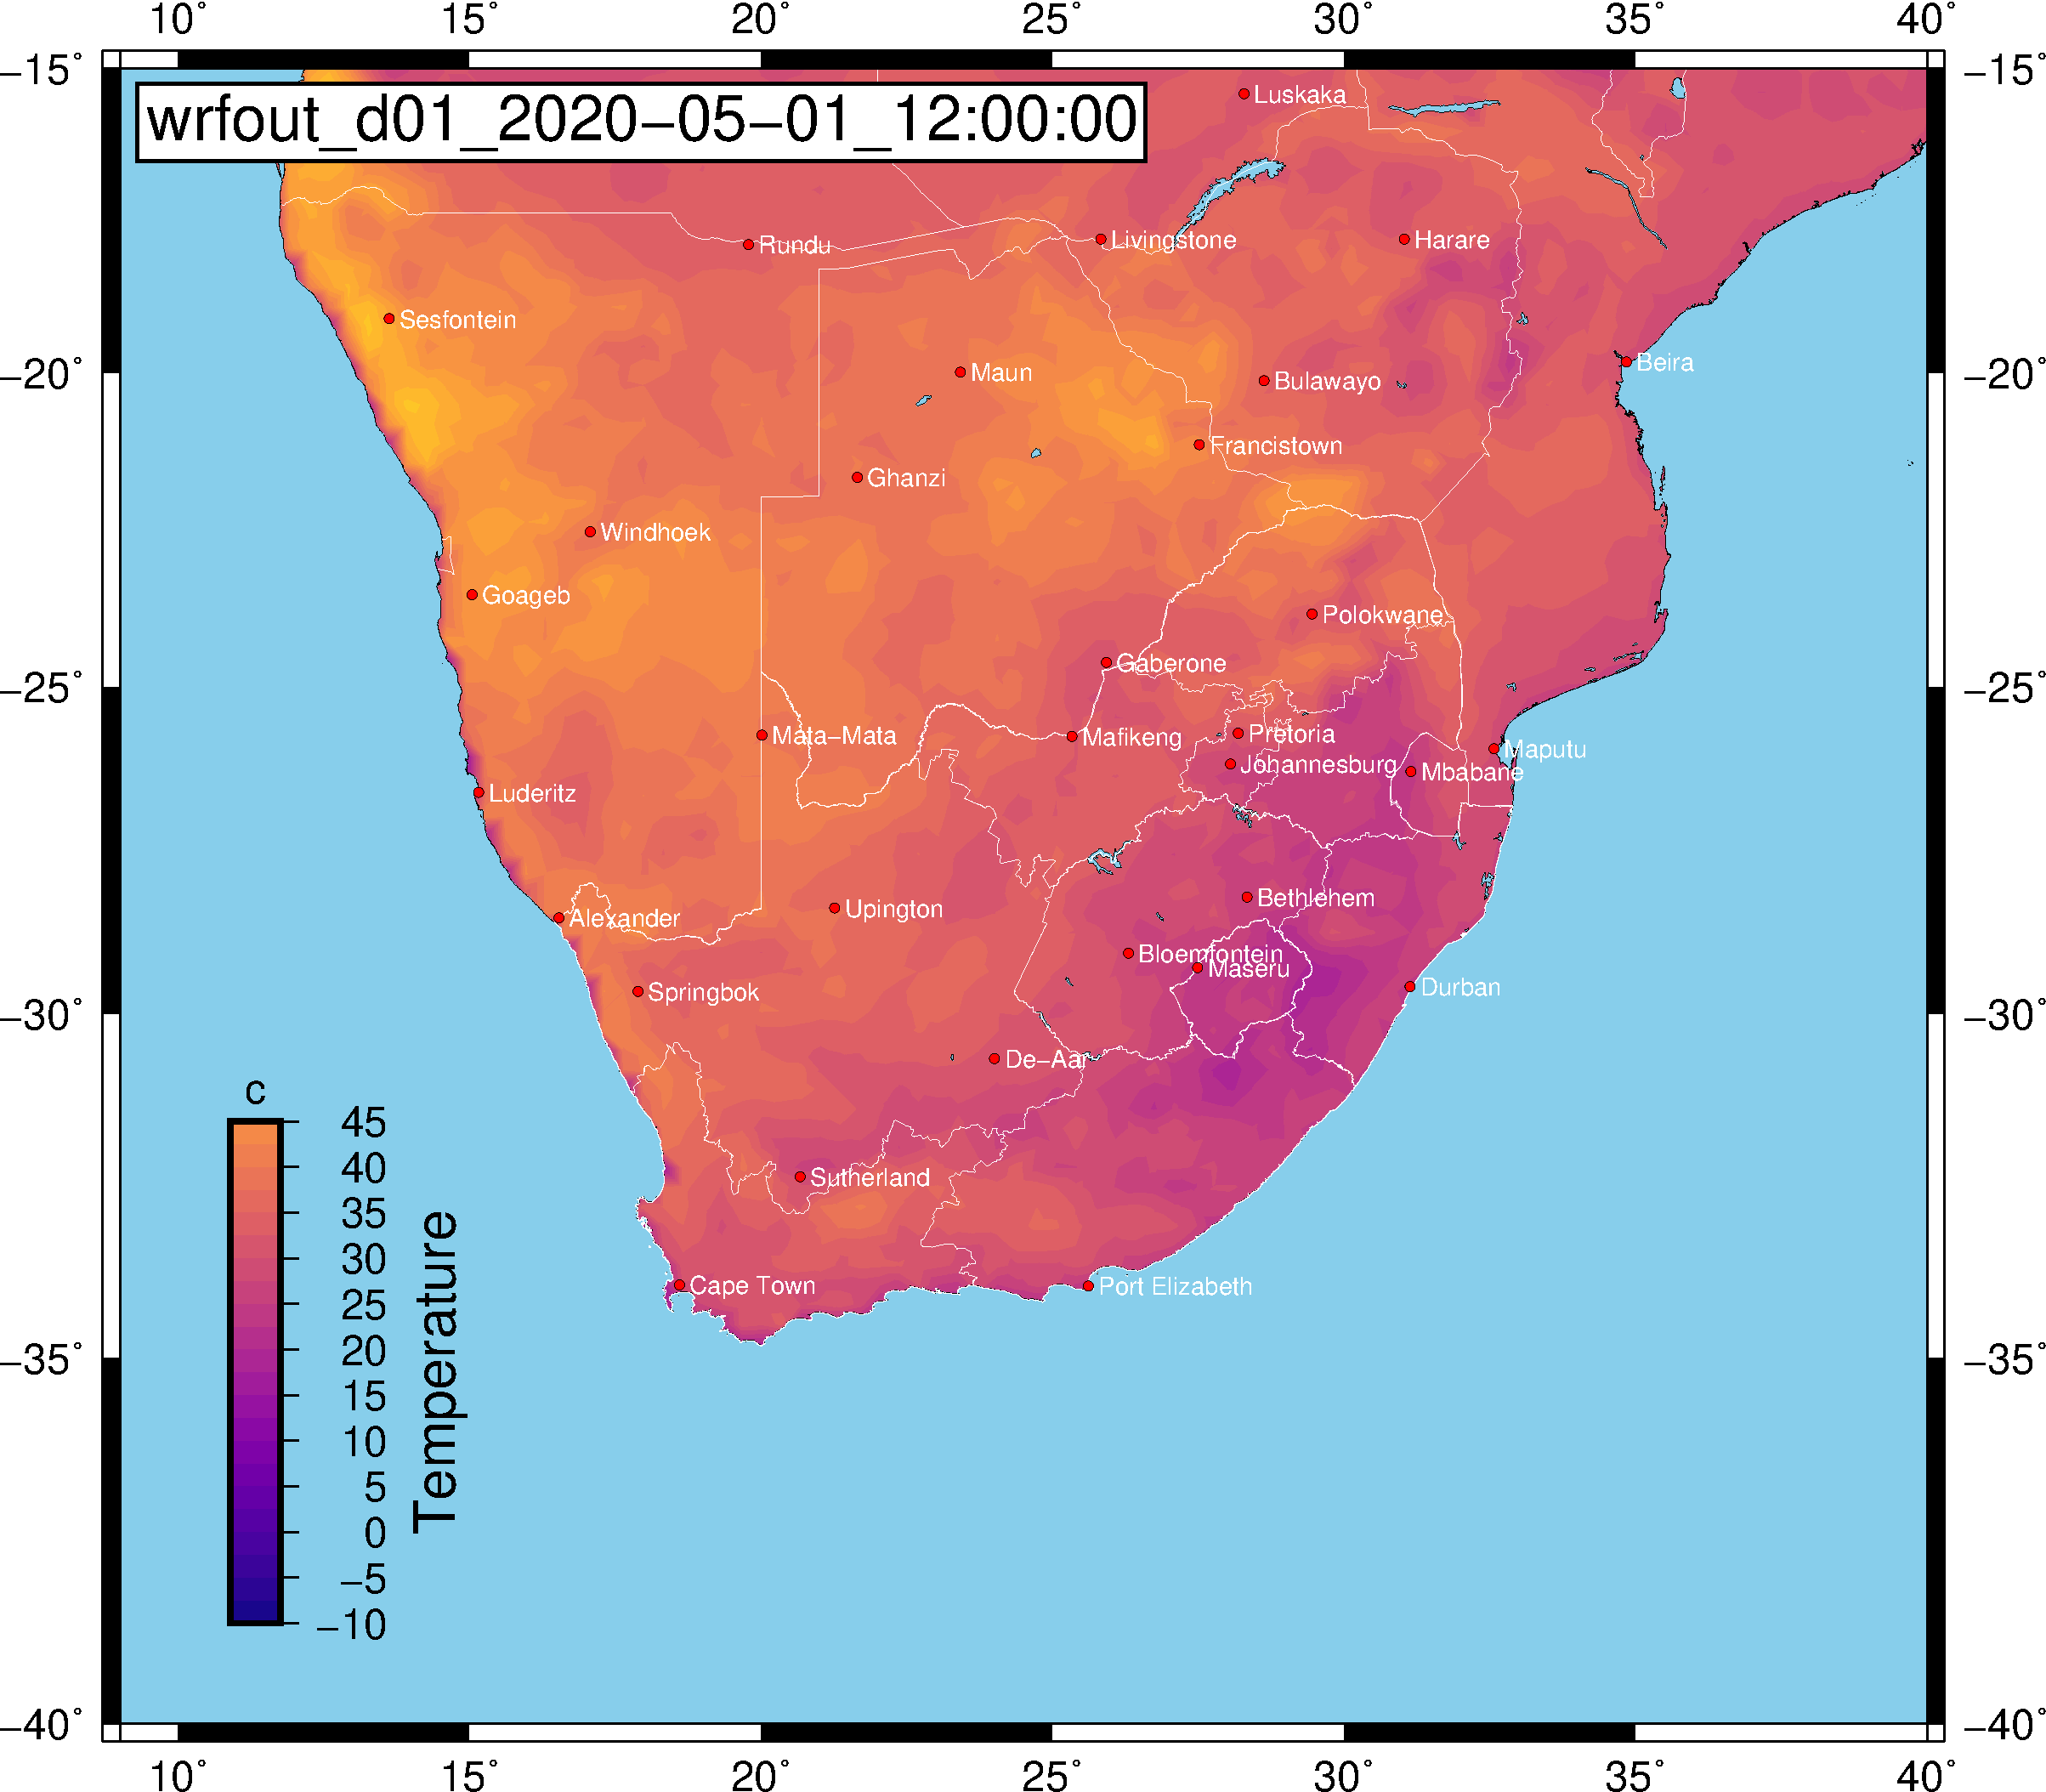 10° 15° 20° 25° 30° 35° 40°
−15° −15°
wrfout_d01_2020−05−01_12:00:00
Luskaka
Rundu
Livingstone
Harare
Sesfontein
Beira
−20° −20°
Maun
Bulawayo
Francistown
Ghanzi
Windhoek
Goageb
Polokwane
Gaberone
−25° −25°
Mata−Mata
Mafikeng
Pretoria
Maputu
Johannesburg
Mbabane
Luderitz
Bethlehem
Upington
Alexander
Bloemfontein
Maseru
Durban
Springbok
−30° −30°
De−Aar
Sutherland
Cape Town
Port Elizabeth
−35° −35°
c
45
40
35
30
25
20
15
10
5
0
−5
−10
Temperature
−40° −40°
10° 15° 20° 25° 30° 35° 40°